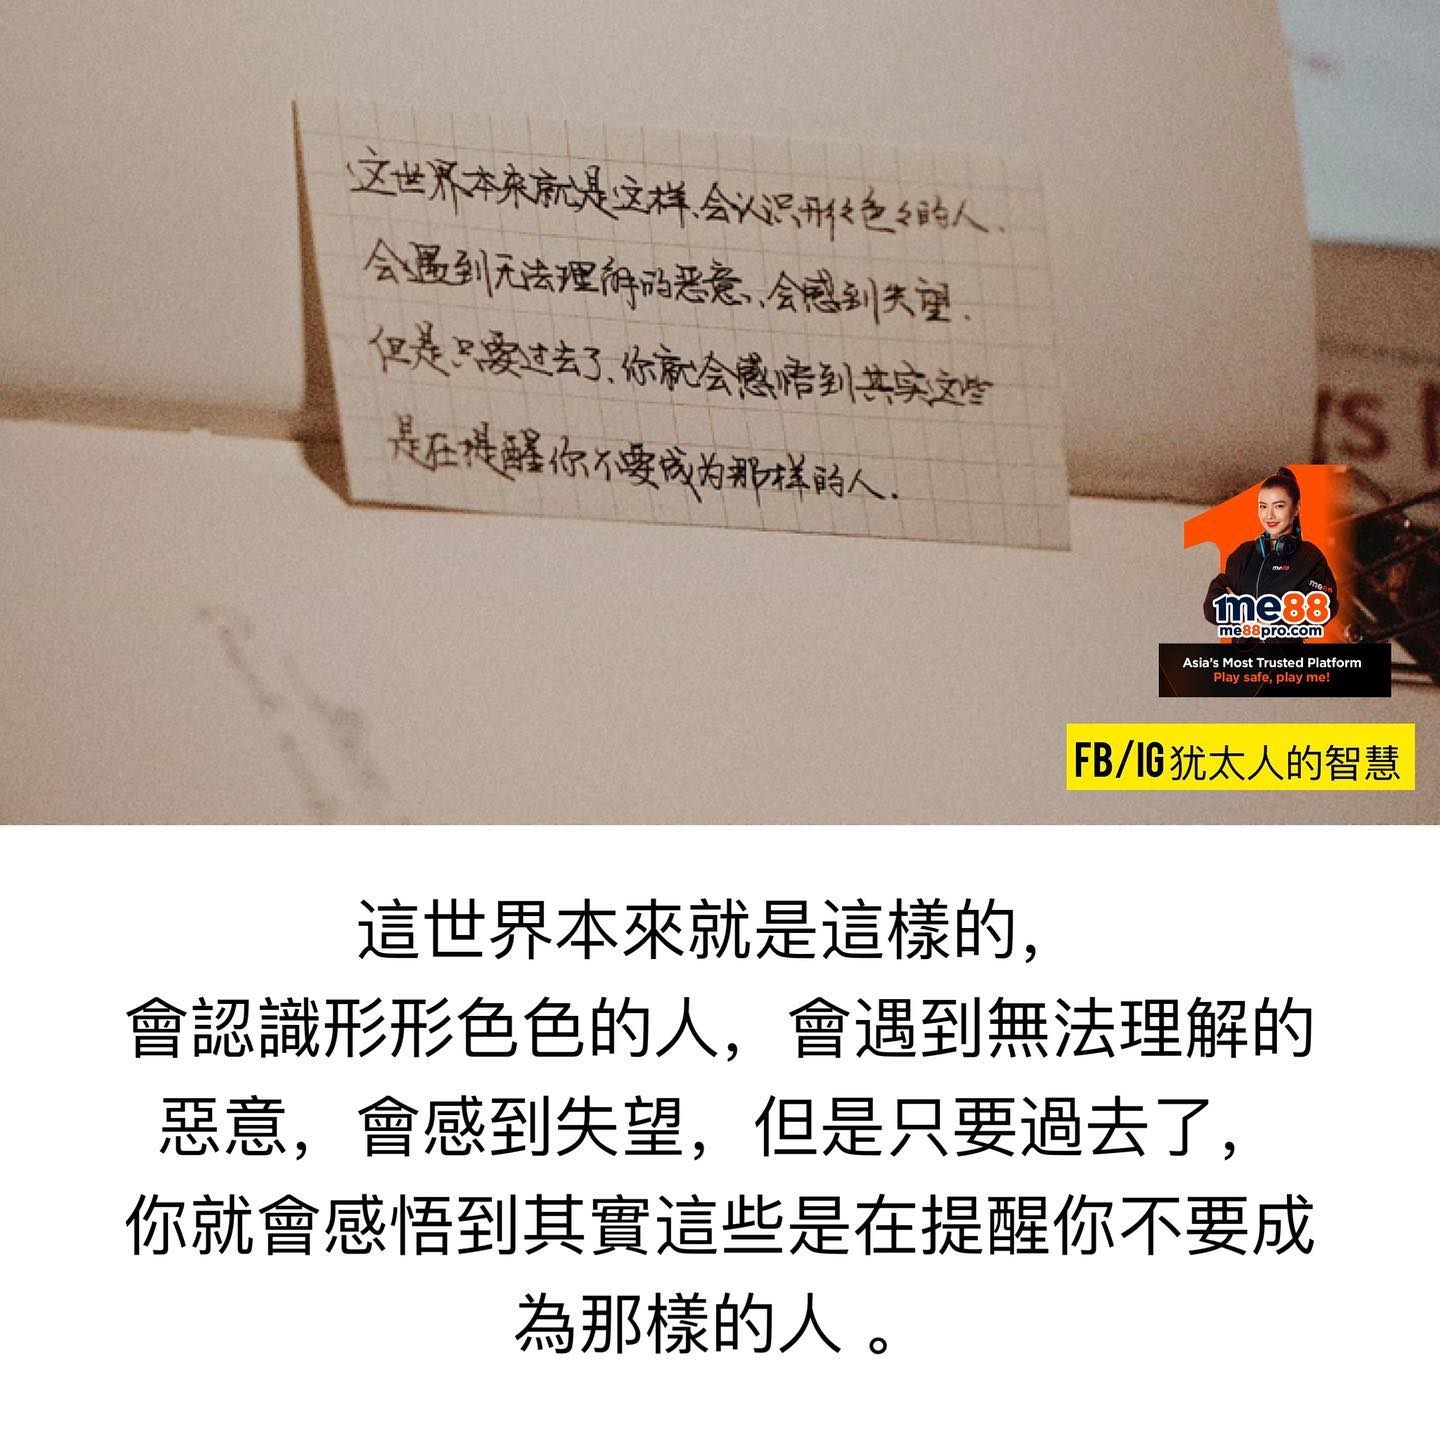 这世界本来就是这样、会认识形々色々的人、
会遇到无法理解的恶意、会感到失望、
但是只要过去了、你就会感悟到其实这些
是在提醒你不要成为那样的人.
me88
me88
me88pro.com
Asia's Most Trusted Platform
Play safe, play me!
FB/IG 犹太人的智慧
這世界本來就是這樣的，
會認識形形色色的人，會遇到無法理解的
惡意，會感到失望，但是只要過去了，
你就會感悟到其實這些是在提醒你不要成
為那樣的人 。